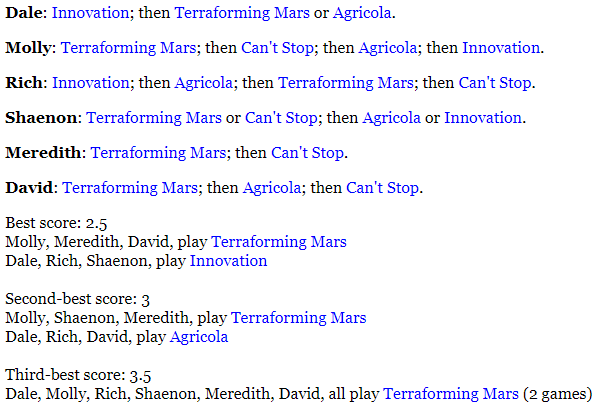 Dale: Innovation; then Terraforming Mars or Agricola.
Molly: Terraforming Mars; then Can't Stop; then Agricola; then Innovation.
Rich: Innovation; then Agricola; then Terraforming Mars; then Can't Stop.
Shaenon: Terraforming Mars or Can't Stop; then Agricola or Innovation.
Meredith: Terraforming Mars; then Can't Stop.
David: Terraforming Mars; then Agricola; then Can't Stop.
Best score: 2.5
Molly, Meredith, David, play Terraforming Mars
Dale, Rich, Shaenon, play Innovation
Second-best score: 3
Molly, Shaenon, Meredith, play Terraforming Mars
Dale, Rich, David, play Agricola
Third-best score: 3.5
Dale, Molly, Rich, Shaenon, Meredith, David, all play Terraforming Mars (2 games)